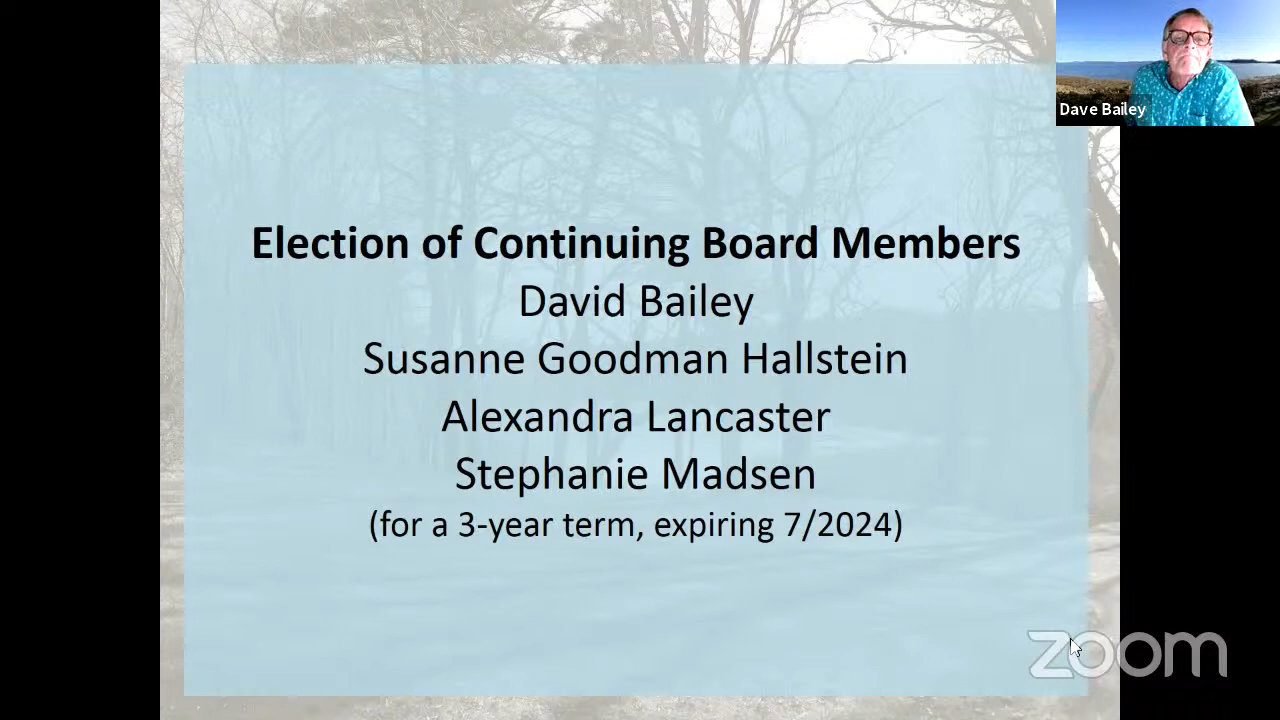 Dave Bailey
Election of Continuing Board Members
David Bailey
Susanne Goodman Hallstein
Alexandra Lancaster
Stephanie Madsen
(for a 3-year term, expiring 7/2024)
zoom